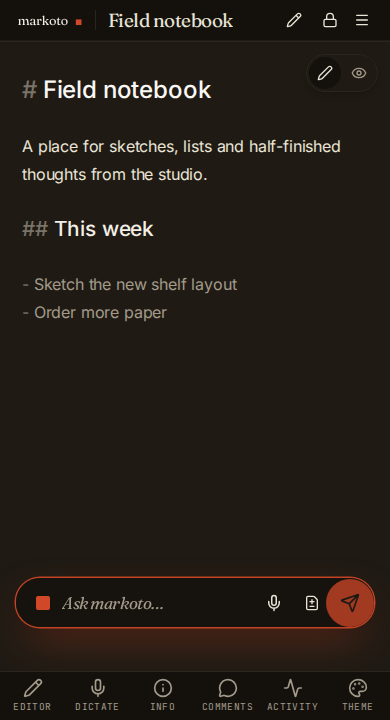 markoto
Field notebook
# Field notebook
A place for sketches, lists and half-finished
thoughts from the studio.
## This week
- Sketch the new shelf layout
- Order more paper
Ask markoto...
EDITOR DICTATE INFO COMMENTS ACTIVITY THEME